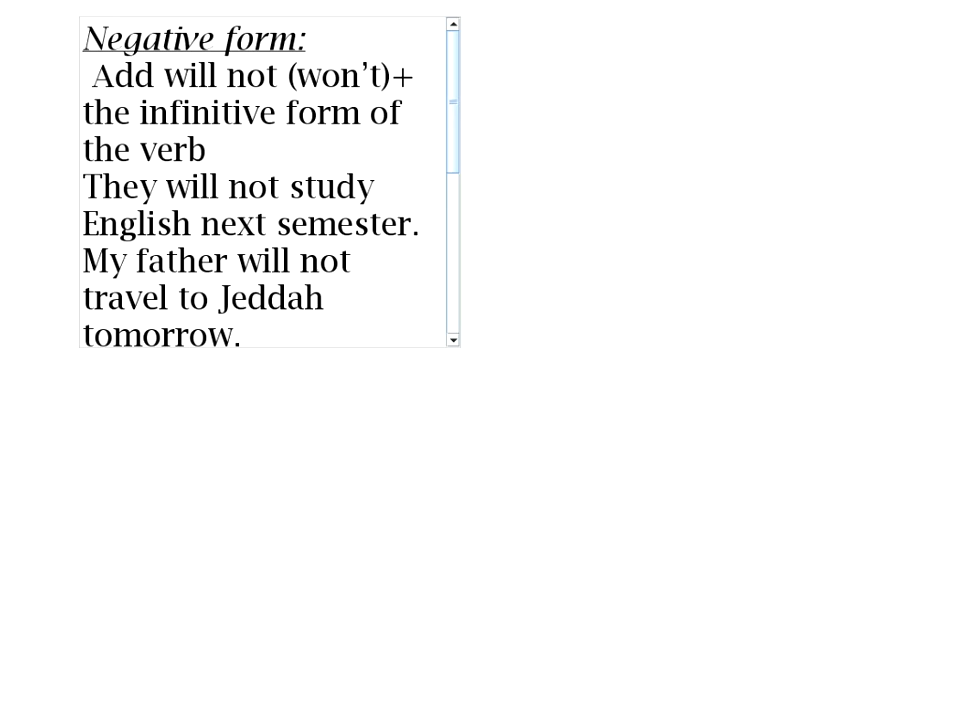 Negative form:
Add will not (won't)+
the infinitive form of
the verb
They will not study
English next semester.
My father will not
travel to Jeddah
tomorrow.